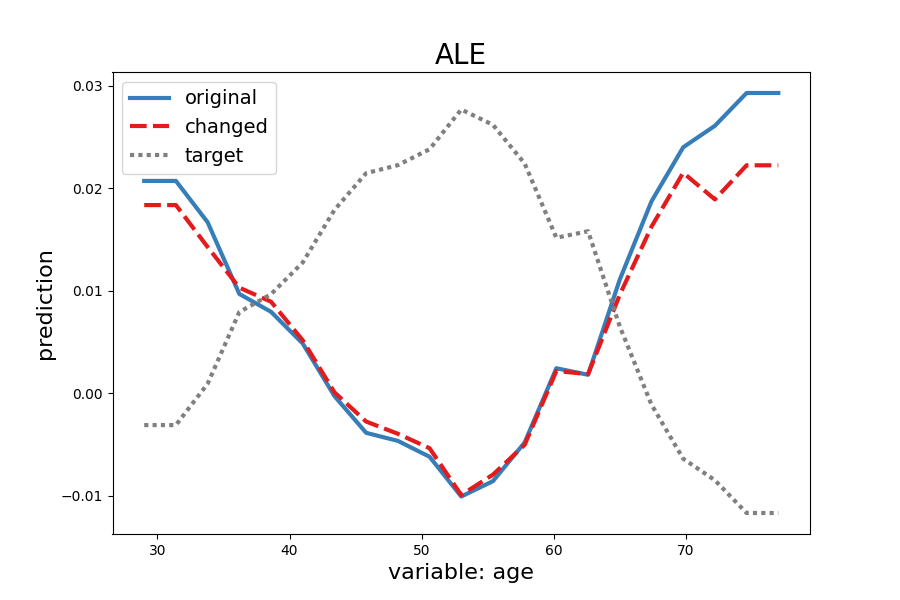 ALE
original
changed
target
prediction
0.03
0.02
0.01
0.00
−0.01
30
40
50
60
70
variable: age